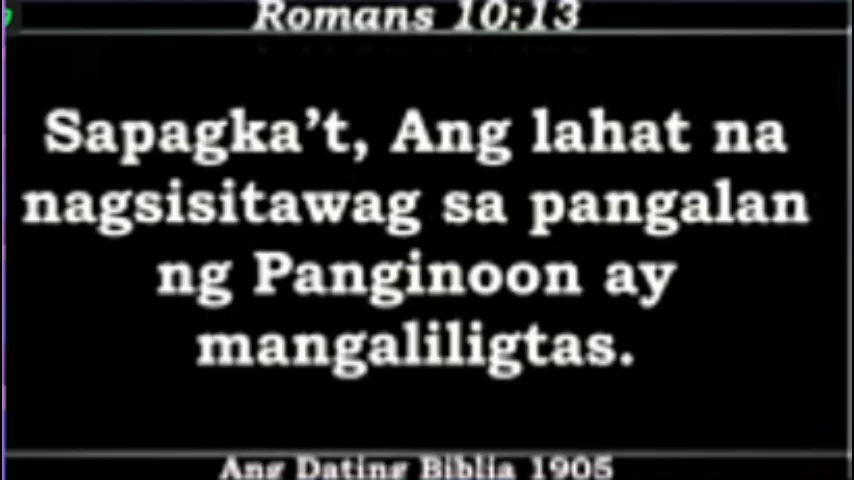 Romans 10:13
Sapagka't, Ang lahat na
nagsisitawag sa pangalan
ng Panginoon ay
mangaliligtas.
Ang Dating Biblia 1905